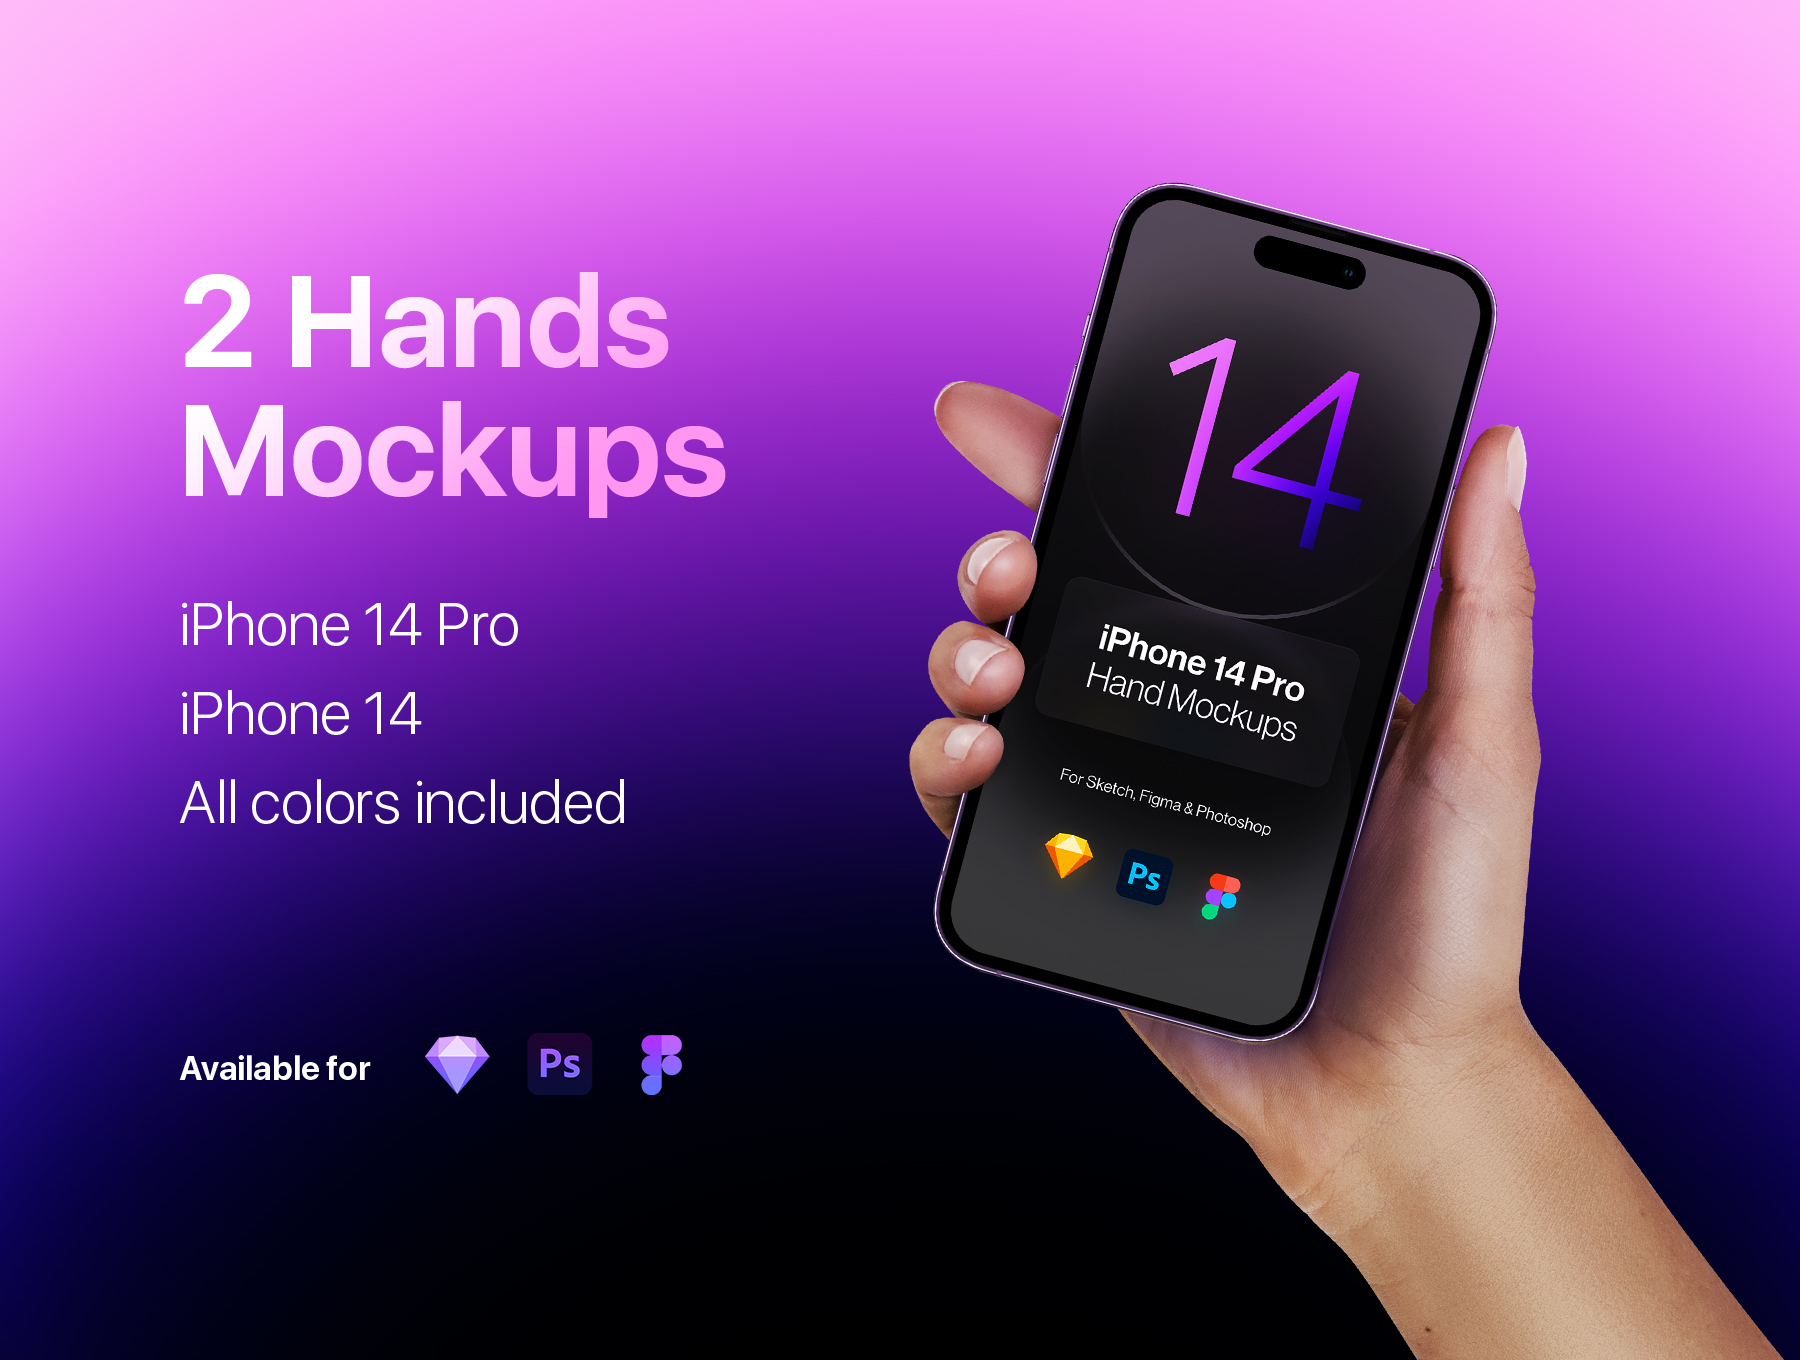 2 Hands
Mockups
iPhone 14 Pro
iPhone 14
All colors included
Available for
Ps
14
iPhone 14 Pro
Hand Mockups
For Sketch, Figma & Photoshop
Ps